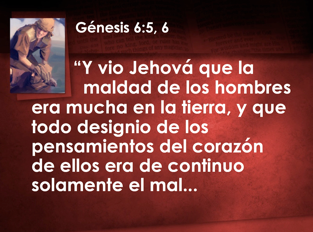 Génesis 6:5, 6
“Y vio Jehová que la
maldad de los hombres
era mucha en la tierra, y que
todo designio de los
pensamientos del corazón
de ellos era de continuo
solamente el mal...